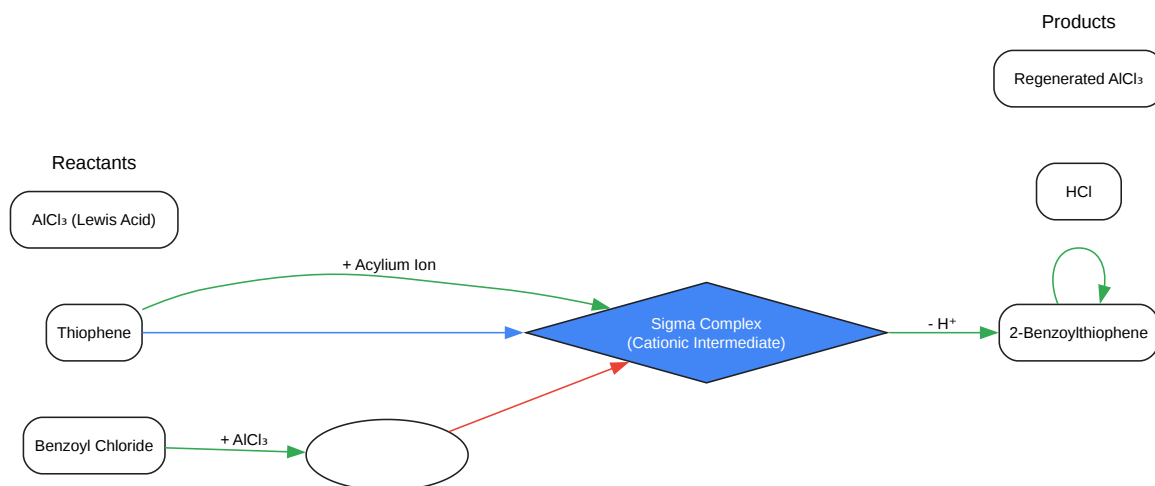 Products
Regenerated AlCl₃
Reactants
HCl
AlCl₃ (Lewis Acid)
+ Acylium Ion
Thiophene
Sigma Complex
(Cationic Intermediate)
- H⁺
2-Benzoylthiophene
Benzoyl Chloride
+ AlCl₃